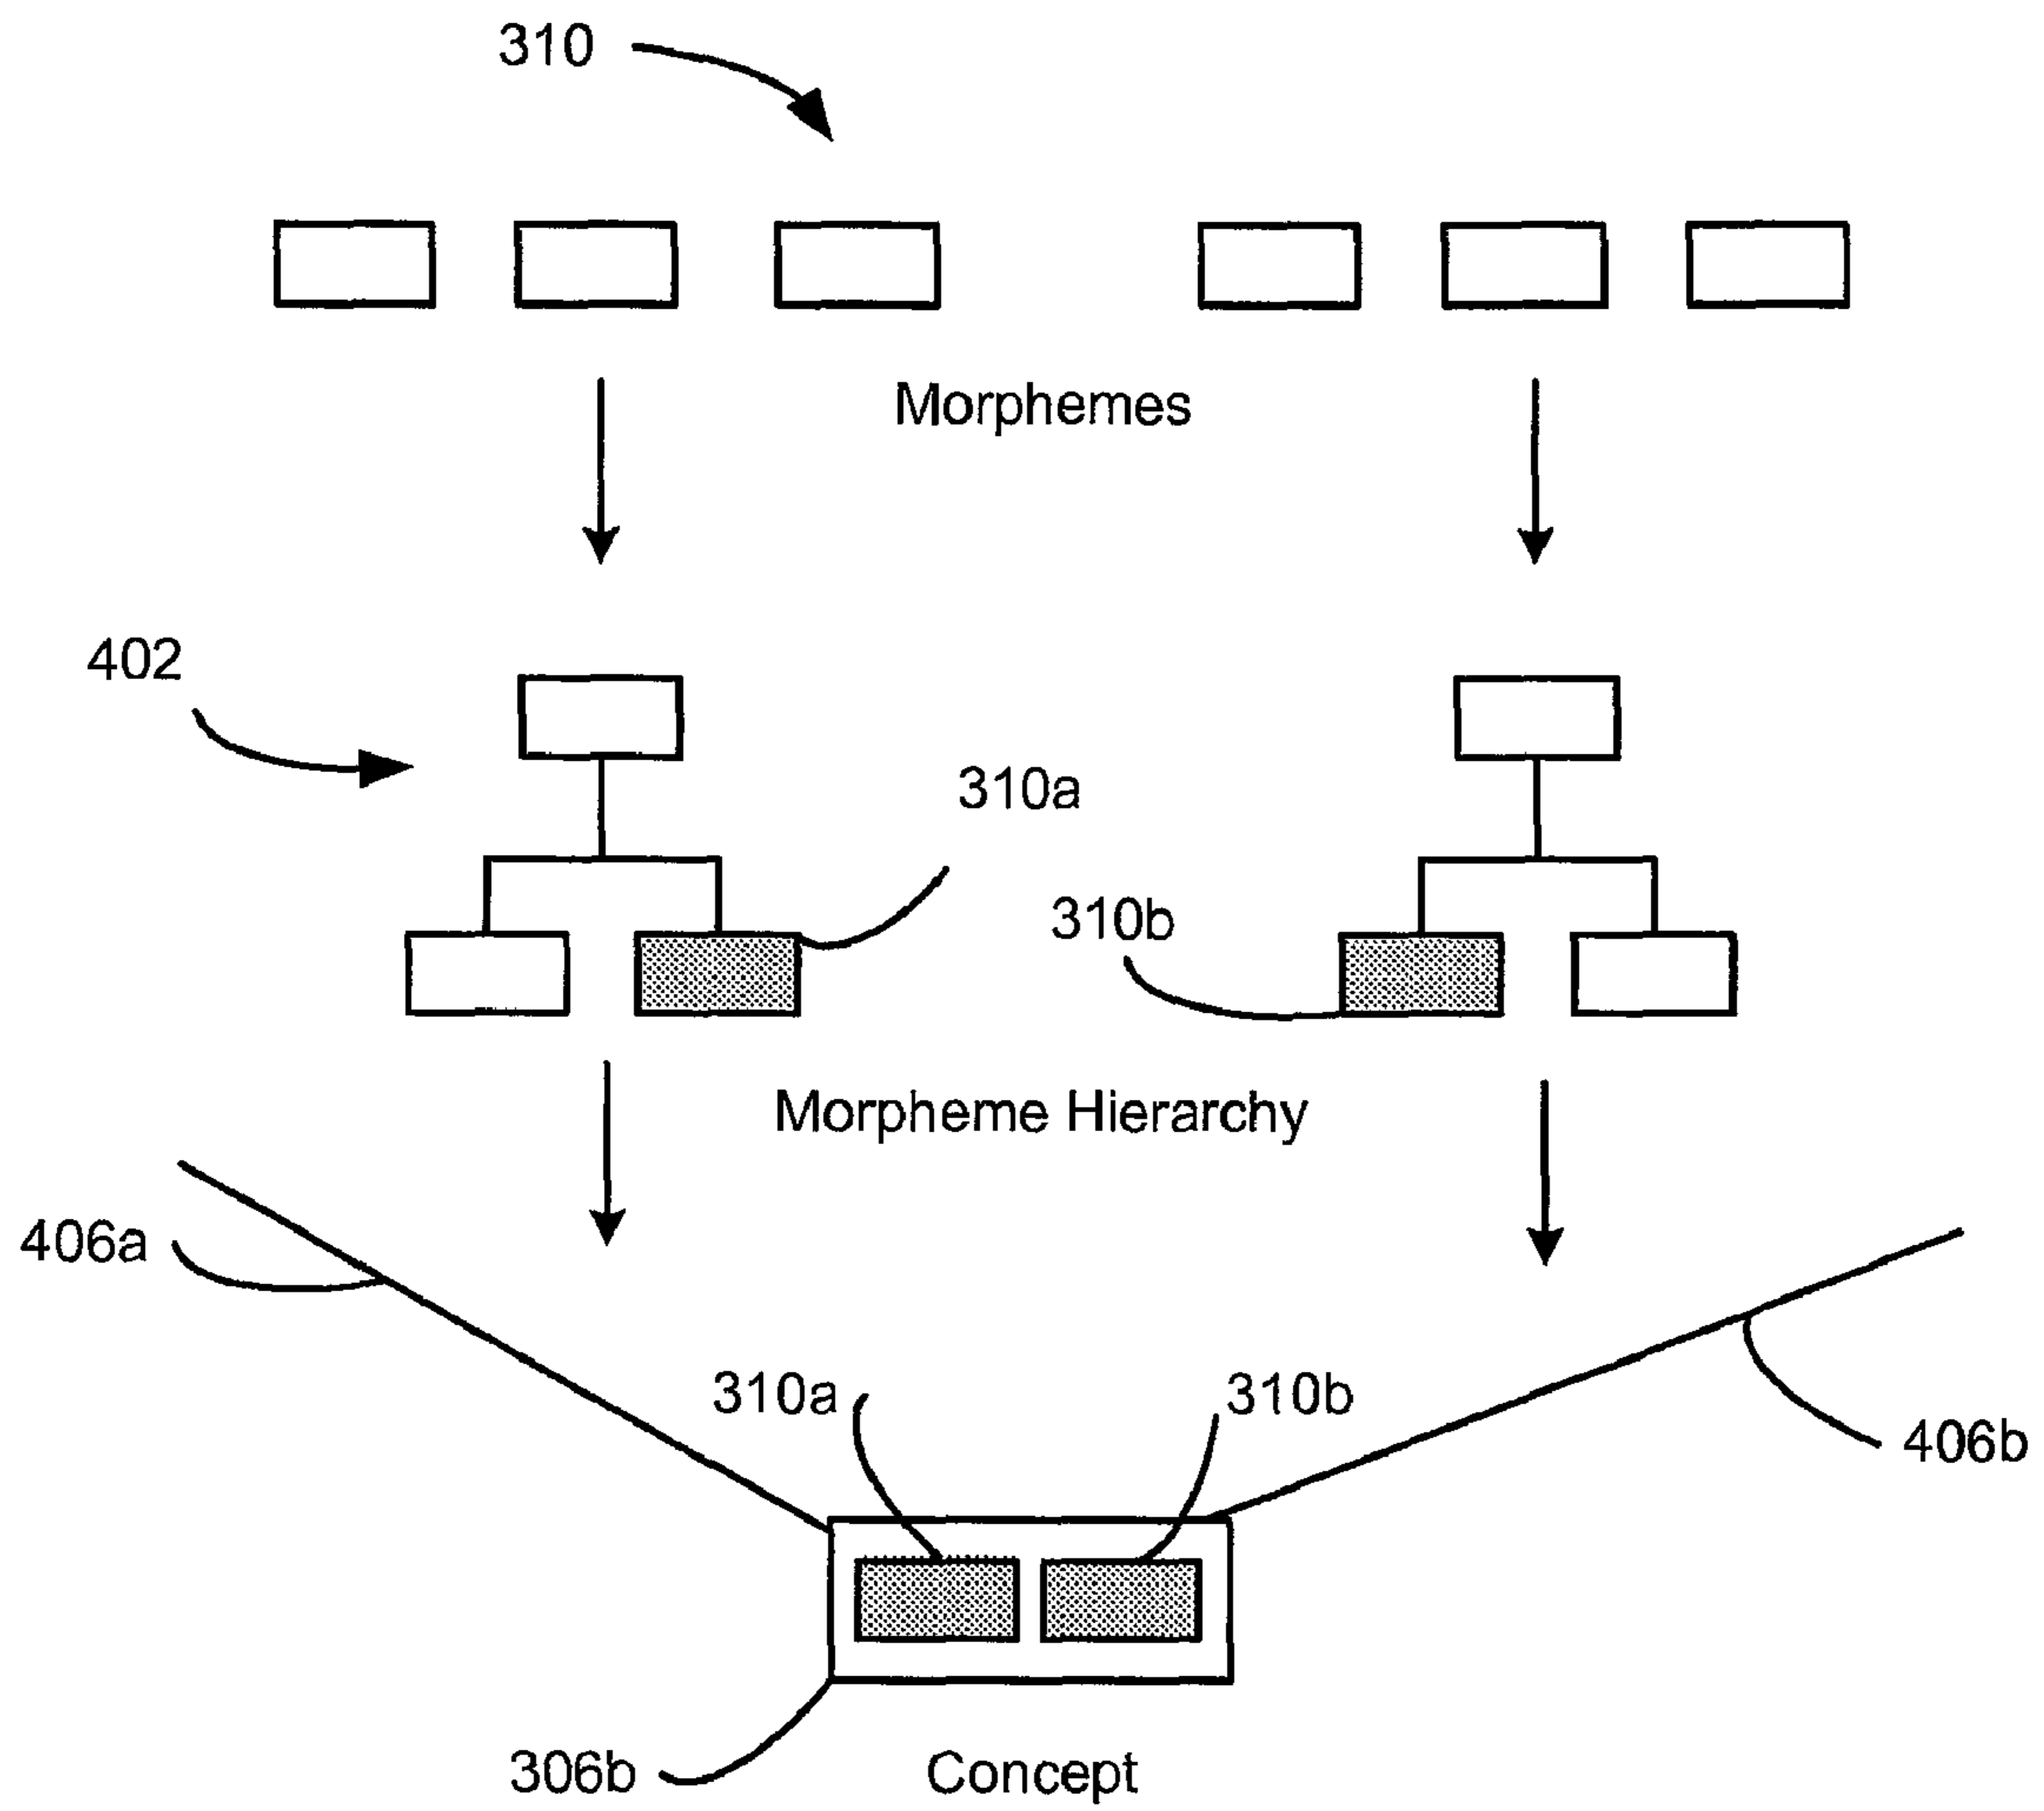 310
Morphemes
402
310a
310b
Morpheme Hierarchy
406a
310a
310b
406b
306b
Concept